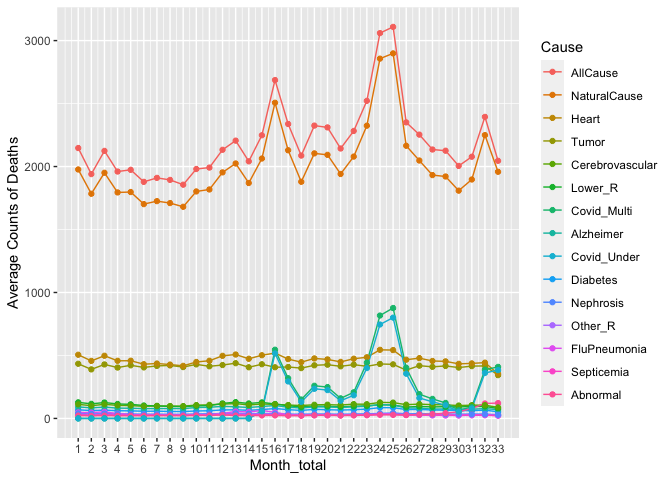 3000
2000
1000
0
Average Counts of Deaths
1 2 3 4 5 6 7 8 9 10 11 12 13 14 15 16 17 18 19 20 21 22 23 24 25 26 27 28 29 30 31 32 33
Month_total
Cause
AllCause
NaturalCause
Heart
Tumor
Cerebrovascular
Lower_R
Covid_Multi
Alzheimer
Covid_Under
Diabetes
Nephrosis
Other_R
FluPneumonia
Septicemia
Abnormal